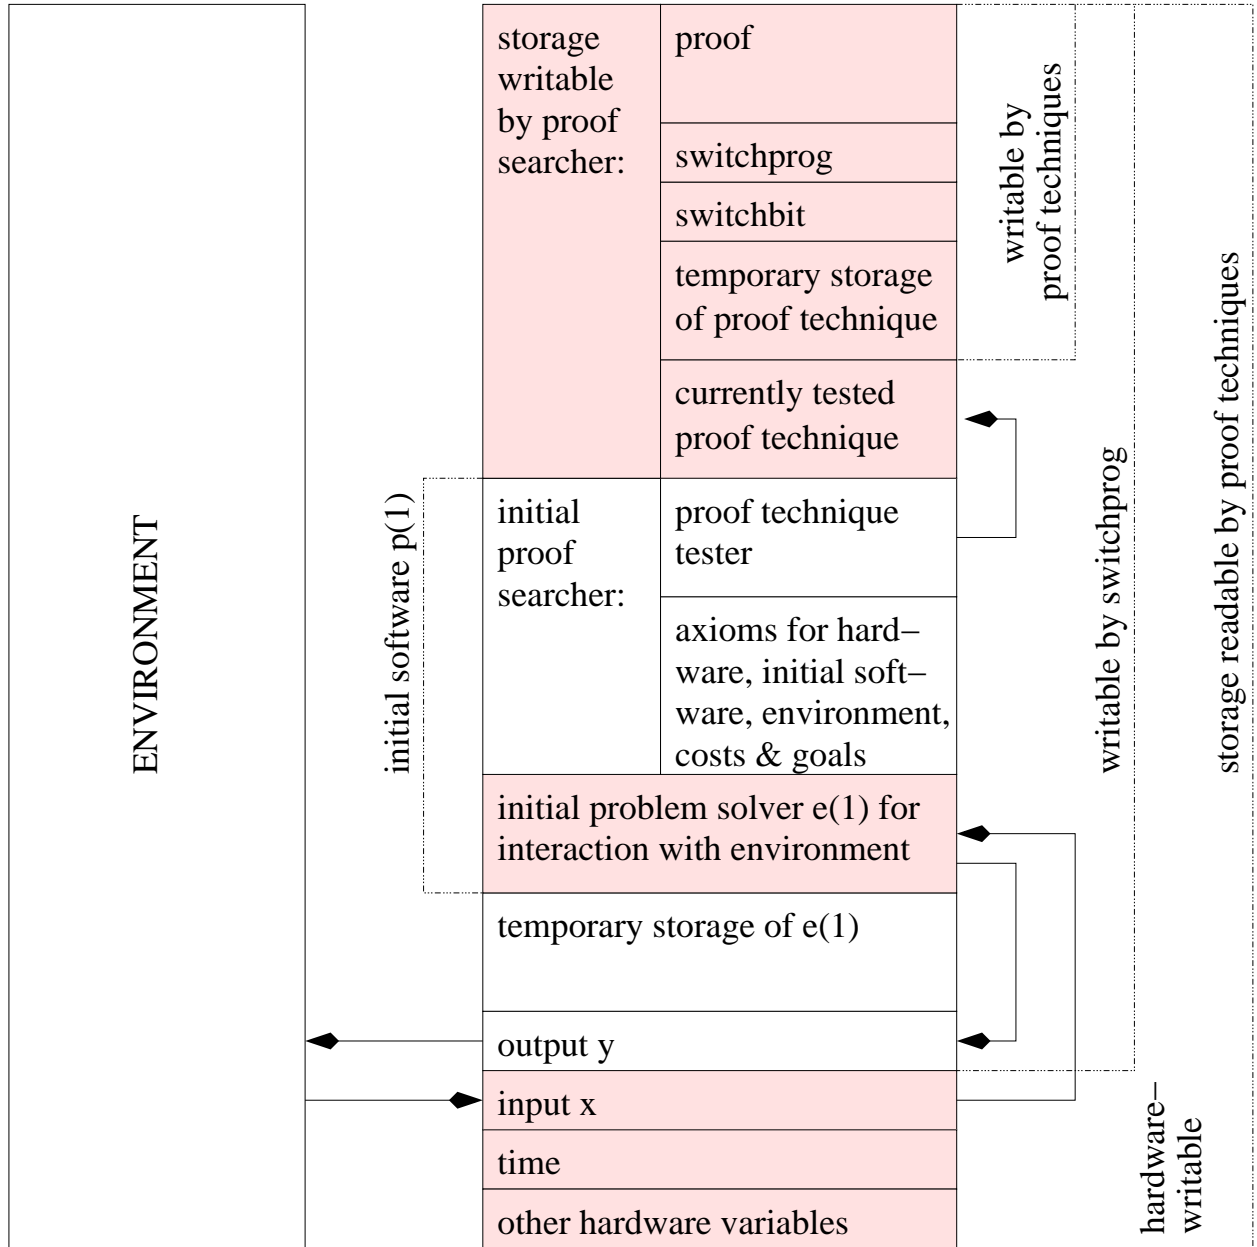 ENVIRONMENT
initial software p(1)
storage
writable
by proof
searcher:
proof
switchprog
switchbit
temporary storage
of proof technique
currently tested
proof technique
initial
proof
searcher:
proof technique
tester
axioms for hard–
ware, initial soft–
ware, environment,
costs & goals
initial problem solver e(1) for
interaction with environment
temporary storage of e(1)
output y
input x
time
other hardware variables
writable by
proof techniques
writable by switchprog
hardware–
writable
storage readable by proof techniques